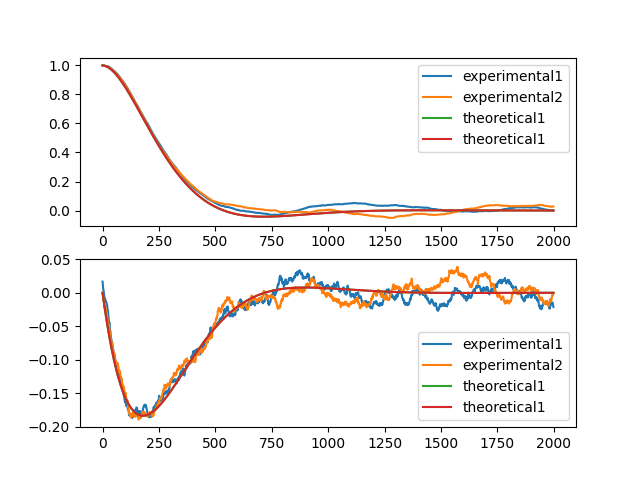 1.0
0.8
0.6
0.4
0.2
0.0
experimental1
experimental2
theoretical1
theoretical1
0 250 500 750 1000 1250 1500 1750 2000
0.05
0.00
−0.05
−0.10
−0.15
−0.20
experimental1
experimental2
theoretical1
theoretical1
0 250 500 750 1000 1250 1500 1750 2000